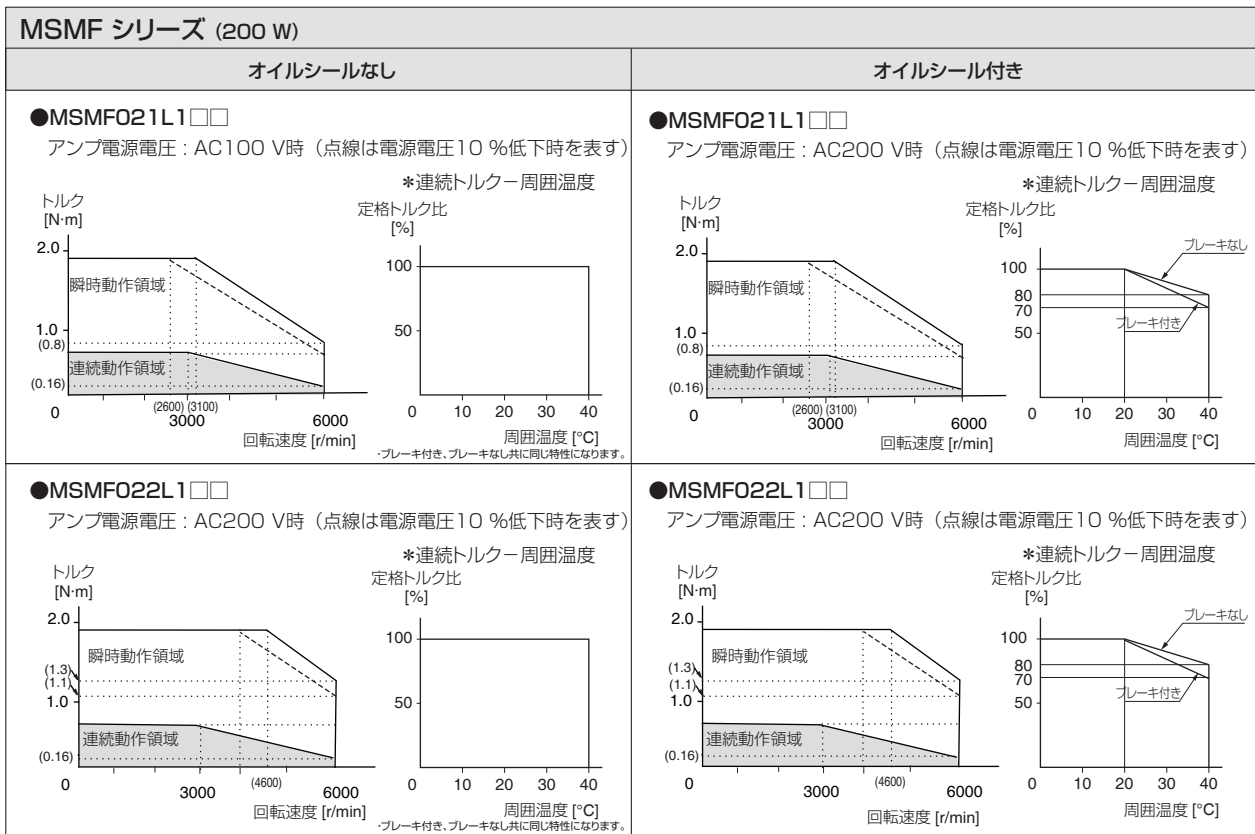 MSMF シリーズ (200 W)
オイルシールなし
オイルシール付き
●MSMF021L1□□
アンプ電源電圧 : AC100 V時（点線は電源電圧10 %低下時を表す）
*連続トルクー周囲温度
トルク
[N·m]
2.0
瞬時動作領域
1.0
(0.8)
連続動作領域
(0.16)
0
(2600) (3100)
3000
6000
回転速度 [r/min]
定格トルク比
[%]
100
50
0
10
20
30
40
周囲温度 [°C]
·ブレーキ付き、ブレーキなし共に同じ特性になります。
●MSMF021L1□□
アンプ電源電圧 : AC200 V時（点線は電源電圧10 %低下時を表す）
*連続トルクー周囲温度
トルク
[N·m]
2.0
瞬時動作領域
1.0
(0.8)
連続動作領域
(0.16)
0
(2600) (3100)
3000
6000
回転速度 [r/min]
定格トルク比
[%]
ブレーキなし
100
80
70
ブレーキ付き
50
0
10
20
30
40
周囲温度 [°C]
●MSMF022L1□□
アンプ電源電圧 : AC200 V時（点線は電源電圧10 %低下時を表す）
*連続トルクー周囲温度
トルク
[N·m]
2.0
瞬時動作領域
(1.3)
(1.1)
1.0
連続動作領域
(0.16)
0
3000
(4600)
6000
回転速度 [r/min]
定格トルク比
[%]
100
50
0
10
20
30
40
周囲温度 [°C]
·ブレーキ付き、ブレーキなし共に同じ特性になります。
●MSMF022L1□□
アンプ電源電圧 : AC200 V時（点線は電源電圧10 %低下時を表す）
*連続トルクー周囲温度
トルク
[N·m]
2.0
瞬時動作領域
(1.3)
(1.1)
1.0
連続動作領域
(0.16)
0
3000
(4600)
6000
回転速度 [r/min]
定格トルク比
[%]
ブレーキなし
100
80
70
ブレーキ付き
50
0
10
20
30
40
周囲温度 [°C]